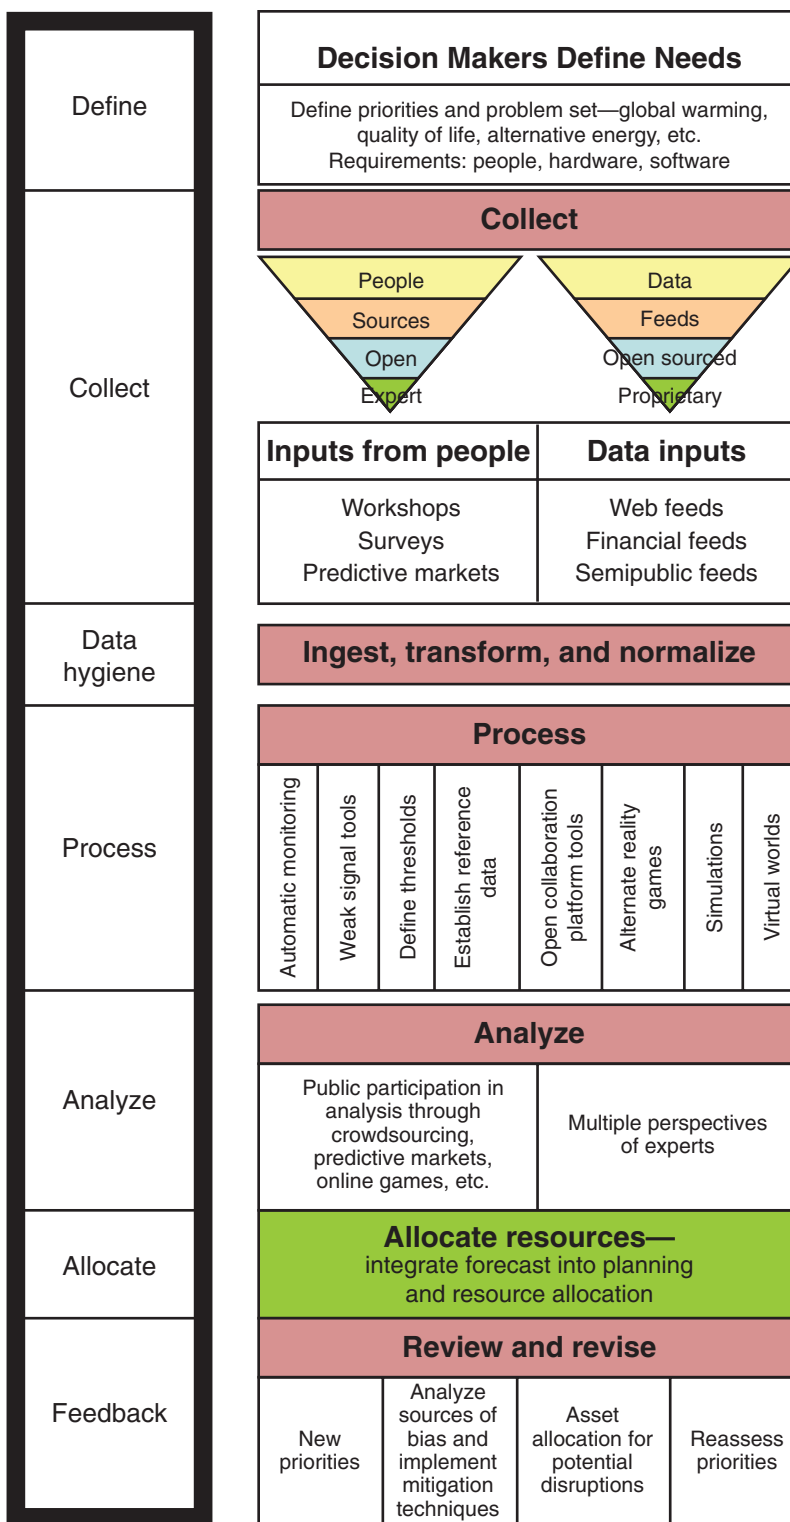 Define
Decision Makers Define Needs
Define priorities and problem set—global warming,
quality of life, alternative energy, etc.
Requirements: people, hardware, software
Collect
Collect
People
Sources
Open
Expert
Data
Feeds
Open sourced
Proprietary
Inputs from people
Workshops
Surveys
Predictive markets
Data inputs
Web feeds
Financial feeds
Semipublic feeds
Data
hygiene
Ingest, transform, and normalize
Process
Process
Automatic monitoring
Weak signal tools
Define thresholds
Establish reference
data
Open collaboration
platform tools
Alternate reality
games
Simulations
Virtual worlds
Analyze
Analyze
Public participation in
analysis through
crowdsourcing,
predictive markets,
online games, etc.
Multiple perspectives
of experts
Allocate
Allocate resources—
integrate forecast into planning
and resource allocation
Feedback
Review and revise
New
priorities
Analyze
sources of
bias and
implement
mitigation
techniques
Asset
allocation for
potential
disruptions
Reassess
priorities